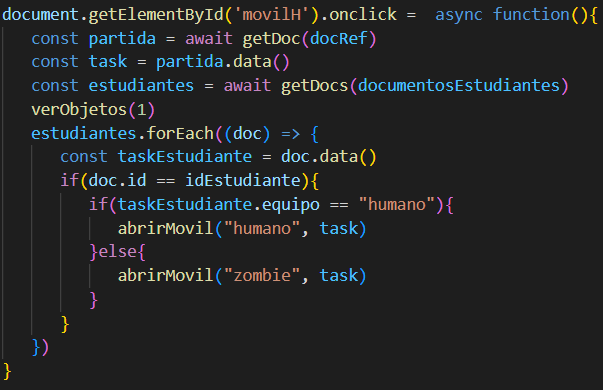 document.getElementById('movilH').onclick =  async function(){
    const partida = await getDoc(docRef)
    const task = partida.data()
    const estudiantes = await getDocs(documentosEstudiantes)
    verObjetos(1)
    estudiantes.forEach((doc) => {
        const taskEstudiante = doc.data()
        if(doc.id == idEstudiante){
            if(taskEstudiante.equipo == "humano"){
                abrirMovil("humano", task)
            }else{
                abrirMovil("zombie", task)
            }
        }
    })
}